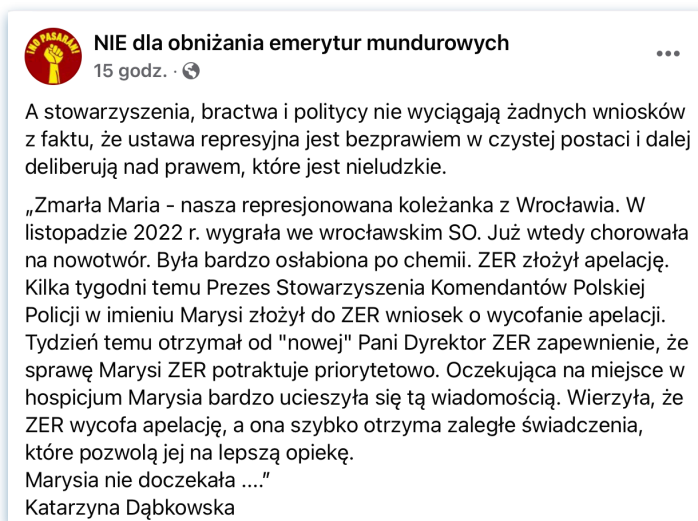 ¡NO PASARÁN!
NIE dla obniżania emerytur mundurowych
15 godz. ·
A stowarzyszenia, bractwa i politycy nie wyciągają żadnych wniosków
z faktu, że ustawa represyjna jest bezprawiem w czystej postaci i dalej
deliberują nad prawem, które jest nieludzkie.
„Zmarła Maria - nasza represjonowana koleżanka z Wrocławia. W
listopadzie 2022 r. wygrała we wrocławskim SO. Już wtedy chorowała
na nowotwór. Była bardzo osłabiona po chemii. ZER złożył apelację.
Kilka tygodni temu Prezes Stowarzyszenia Komendantów Polskiej
Policji w imieniu Marysi złożył do ZER wniosek o wycofanie apelacji.
Tydzień temu otrzymał od "nowej" Pani Dyrektor ZER zapewnienie, że
sprawę Marysi ZER potraktuje priorytetowo. Oczekująca na miejsce w
hospicjum Marysia bardzo ucieszyła się tą wiadomością. Wierzyła, że
ZER wycofa apelację, a ona szybko otrzyma zaległe świadczenia,
które pozwolą jej na lepszą opiekę.
Marysia nie doczekała ....”
Katarzyna Dąbkowska